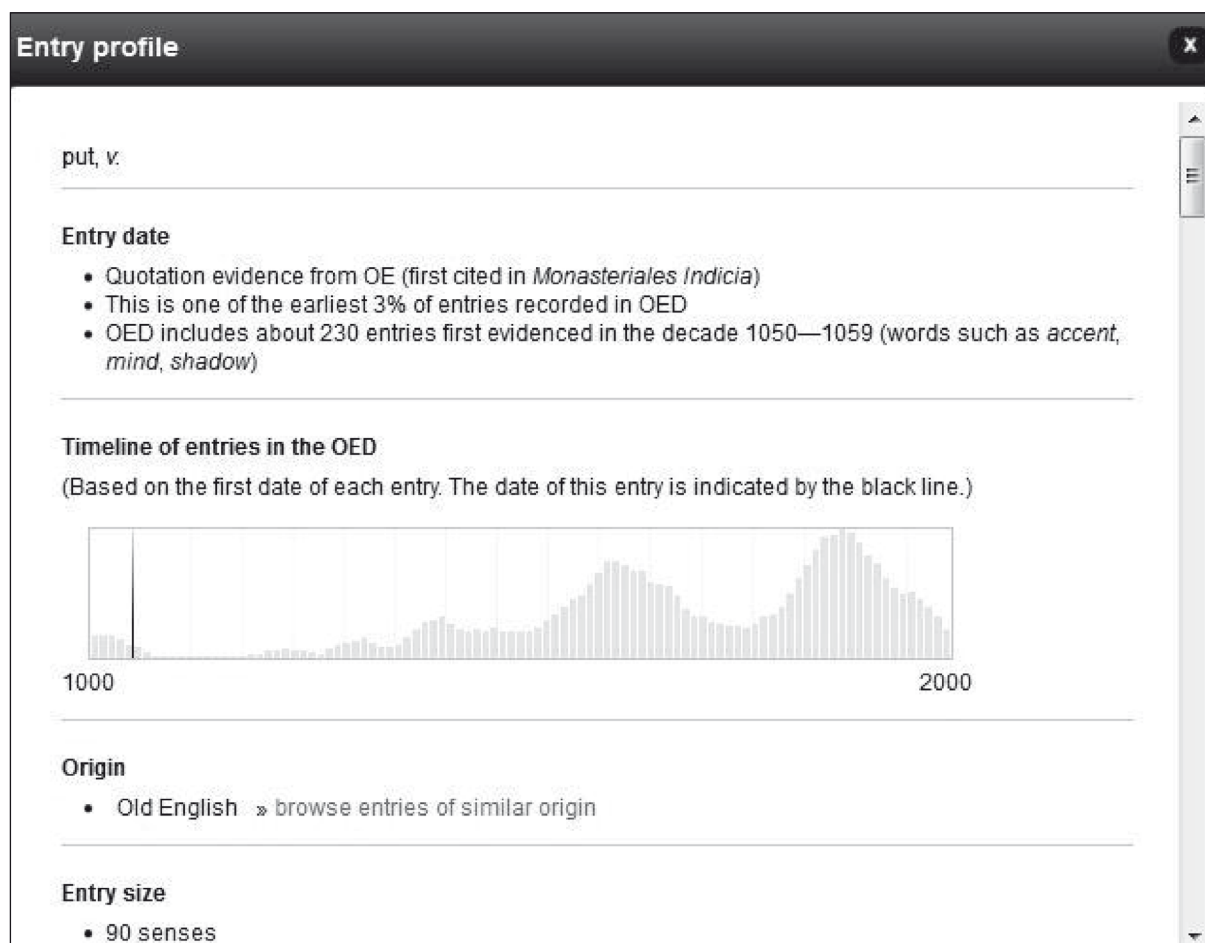 Entry profile
x
put, v.
Entry date
• Quotation evidence from OE (first cited in Monasteriales Indicia)
• This is one of the earliest 3% of entries recorded in OED
• OED includes about 230 entries first evidenced in the decade 1050—1059 (words such as accent,
mind, shadow)
Timeline of entries in the OED
(Based on the first date of each entry. The date of this entry is indicated by the black line.)
1000 2000
Origin
• Old English » browse entries of similar origin
Entry size
• 90 senses